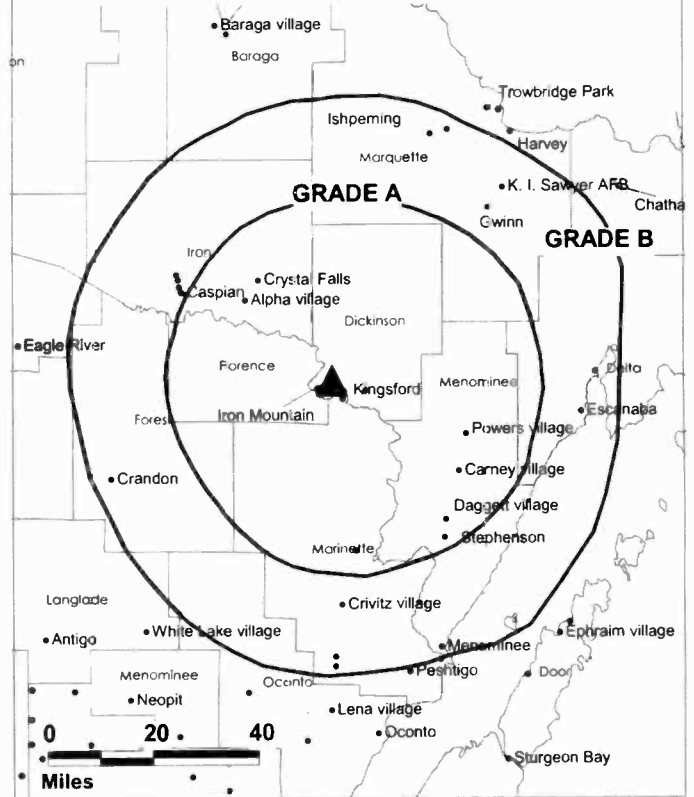 Baraga village
Baraga
on
Trowbridge Park
Ishpeming
Harvey
Marquette
K. I. Sawyer AFB
GRADE A
Chatha
Gwinn
GRADE B
Iron
Crystal Falls
Caspian
Alpha village
Dickinson
Eagle River
Florence
Delta
Kingsford
Menominee
Iron Mountain
Escanaba
Forest
Powers village
Carney village
Crandon
Daggett village
Stephenson
Marinette
Langlade
Crivitz village
Antigo
White Lake village
Ephraim village
Menominee
Menominee
Peshtigo
Door
Oconto
Neopit
Lena village
0 20 40
Oconto
Sturgeon Bay
Miles